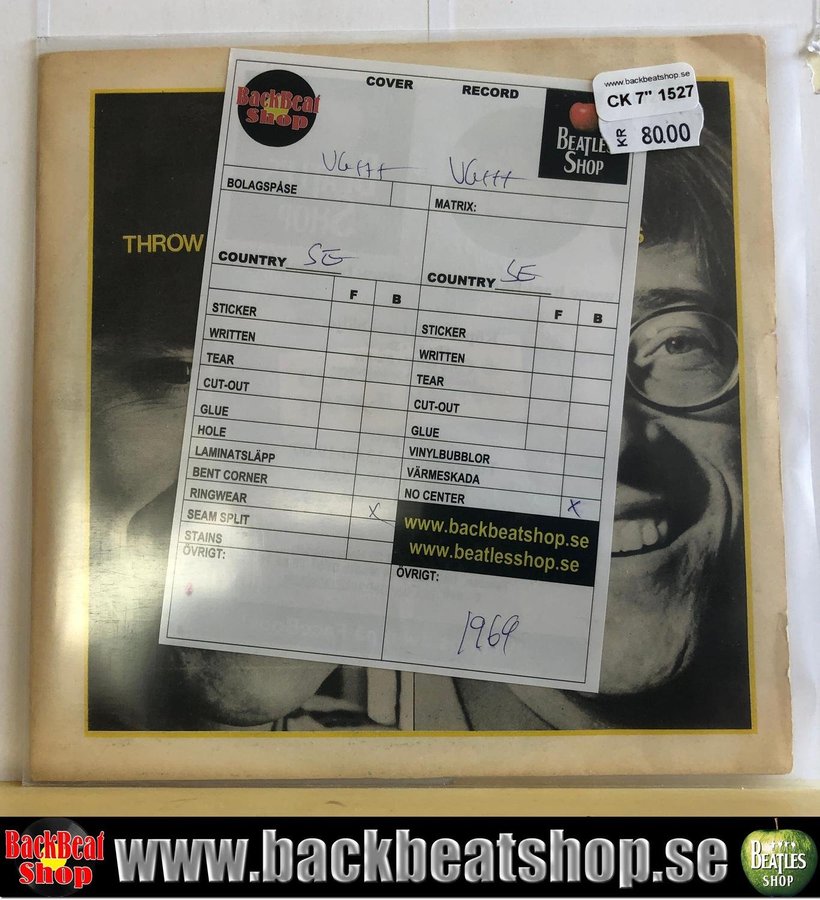 www.backbeatshop.se
CK 7" 1527
KR 80.00
BackBeat
Shop
COVER
RECORD
BEATLES
SHOP
VG+++
VG+++
BOLAGSPÅSE
MATRIX:
THROW
S
COUNTRY SE
COUNTRY SE
F B
F B
STICKER
WRITTEN
TEAR
CUT-OUT
GLUE
HOLE
LAMINATSLÄPP
BENT CORNER
RINGWEAR
SEAM SPLIT X
STAINS
ÖVRIGT:
STICKER
WRITTEN
TEAR
CUT-OUT
GLUE
VINYLBUBBLOR
VÄRMESKADA
NO CENTER X
www.backbeatshop.se
www.beatlesshop.se
ÖVRIGT:
1969
BackBeat
Shop
www.backbeatshop.se
BEATLES
SHOP